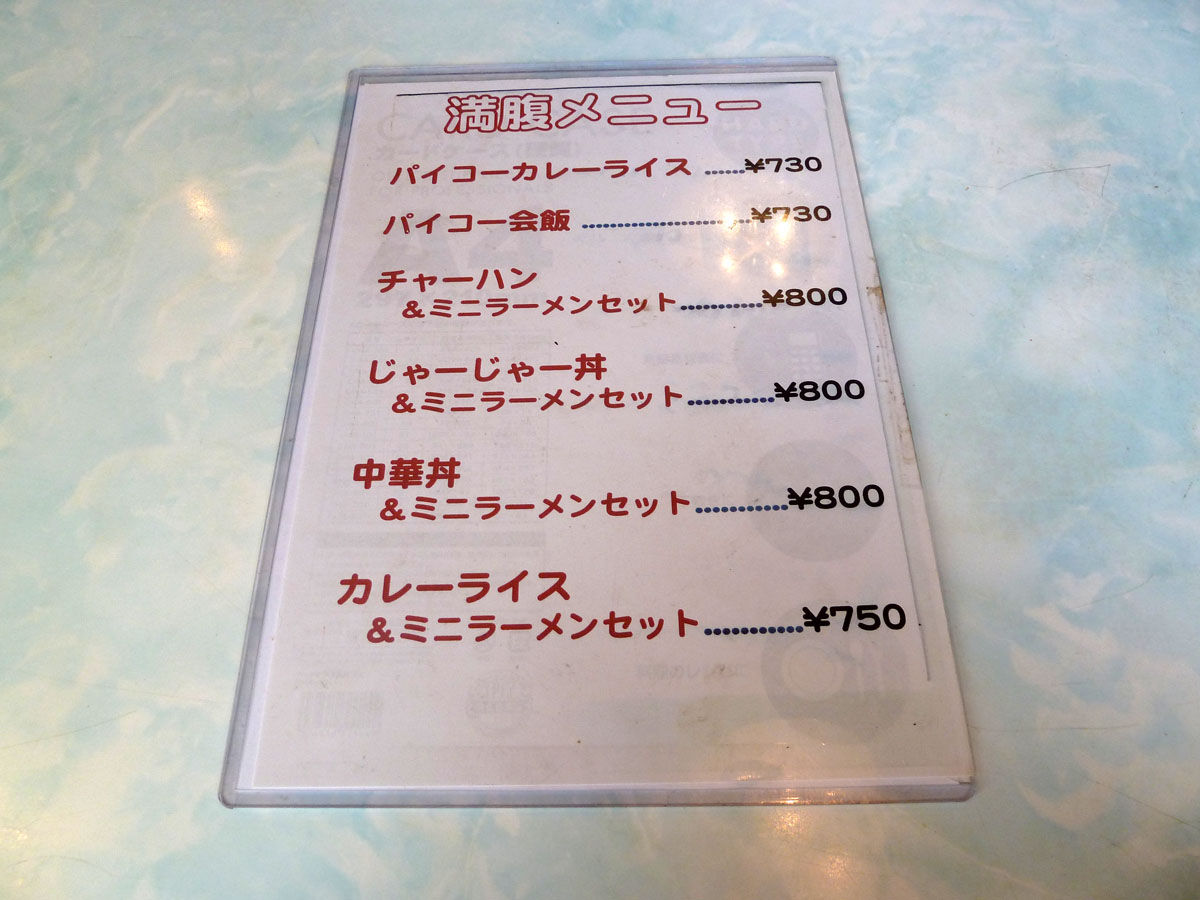 満腹メニュー
パイコーカレーライス ......¥730
パイコー会飯 ........................¥730
チャーハン
＆ミニラーメンセット............¥800
じゃーじゃー丼
＆ミニラーメンセット............¥800
中華丼
＆ミニラーメンセット............¥800
カレーライス
＆ミニラーメンセット............¥750